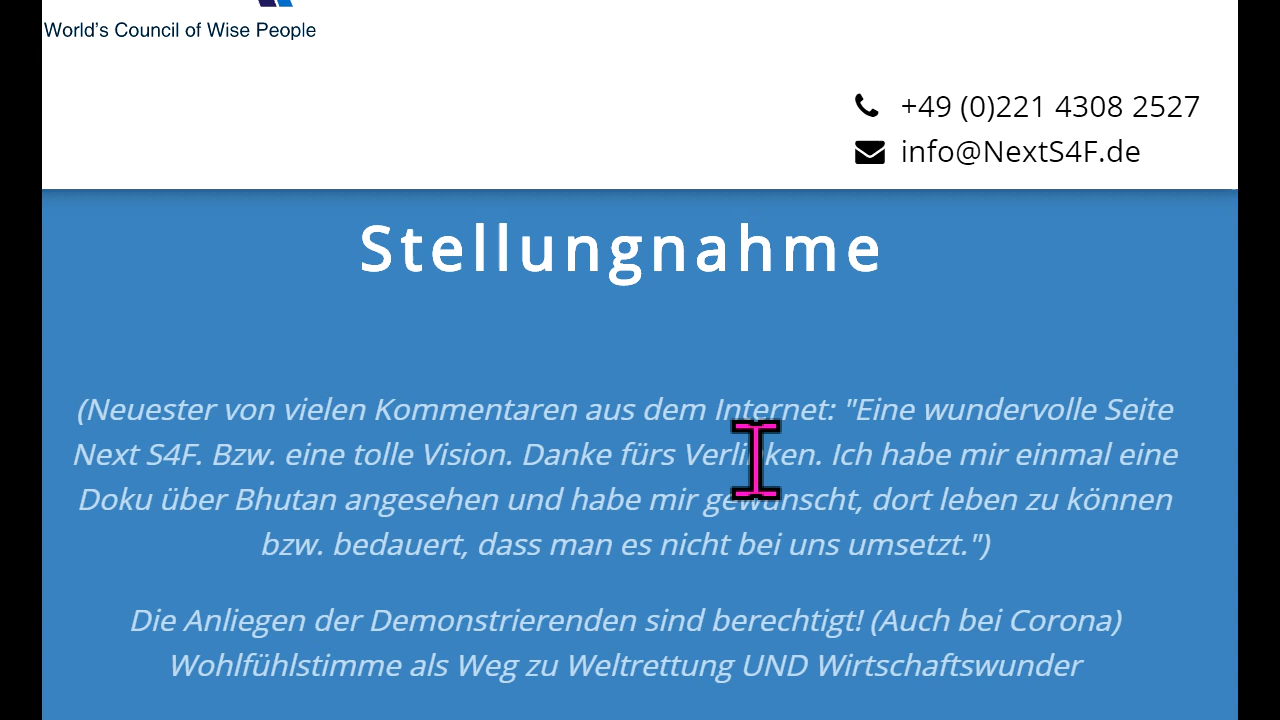 World's Council of Wise People
+49 (0)221 4308 2527
info@NextS4F.de
Stellungnahme
(Neuester von vielen Kommentaren aus dem Internet: "Eine wundervolle Seite
Next S4F. Bzw. eine tolle Vision. Danke fürs Verlinken. Ich habe mir einmal eine
Doku über Bhutan angesehen und habe mir gewünscht, dort leben zu können
bzw. bedauert, dass man es nicht bei uns umsetzt.")
Die Anliegen der Demonstrierenden sind berechtigt! (Auch bei Corona)
Wohlfühlstimme als Weg zu Weltrettung UND Wirtschaftswunder